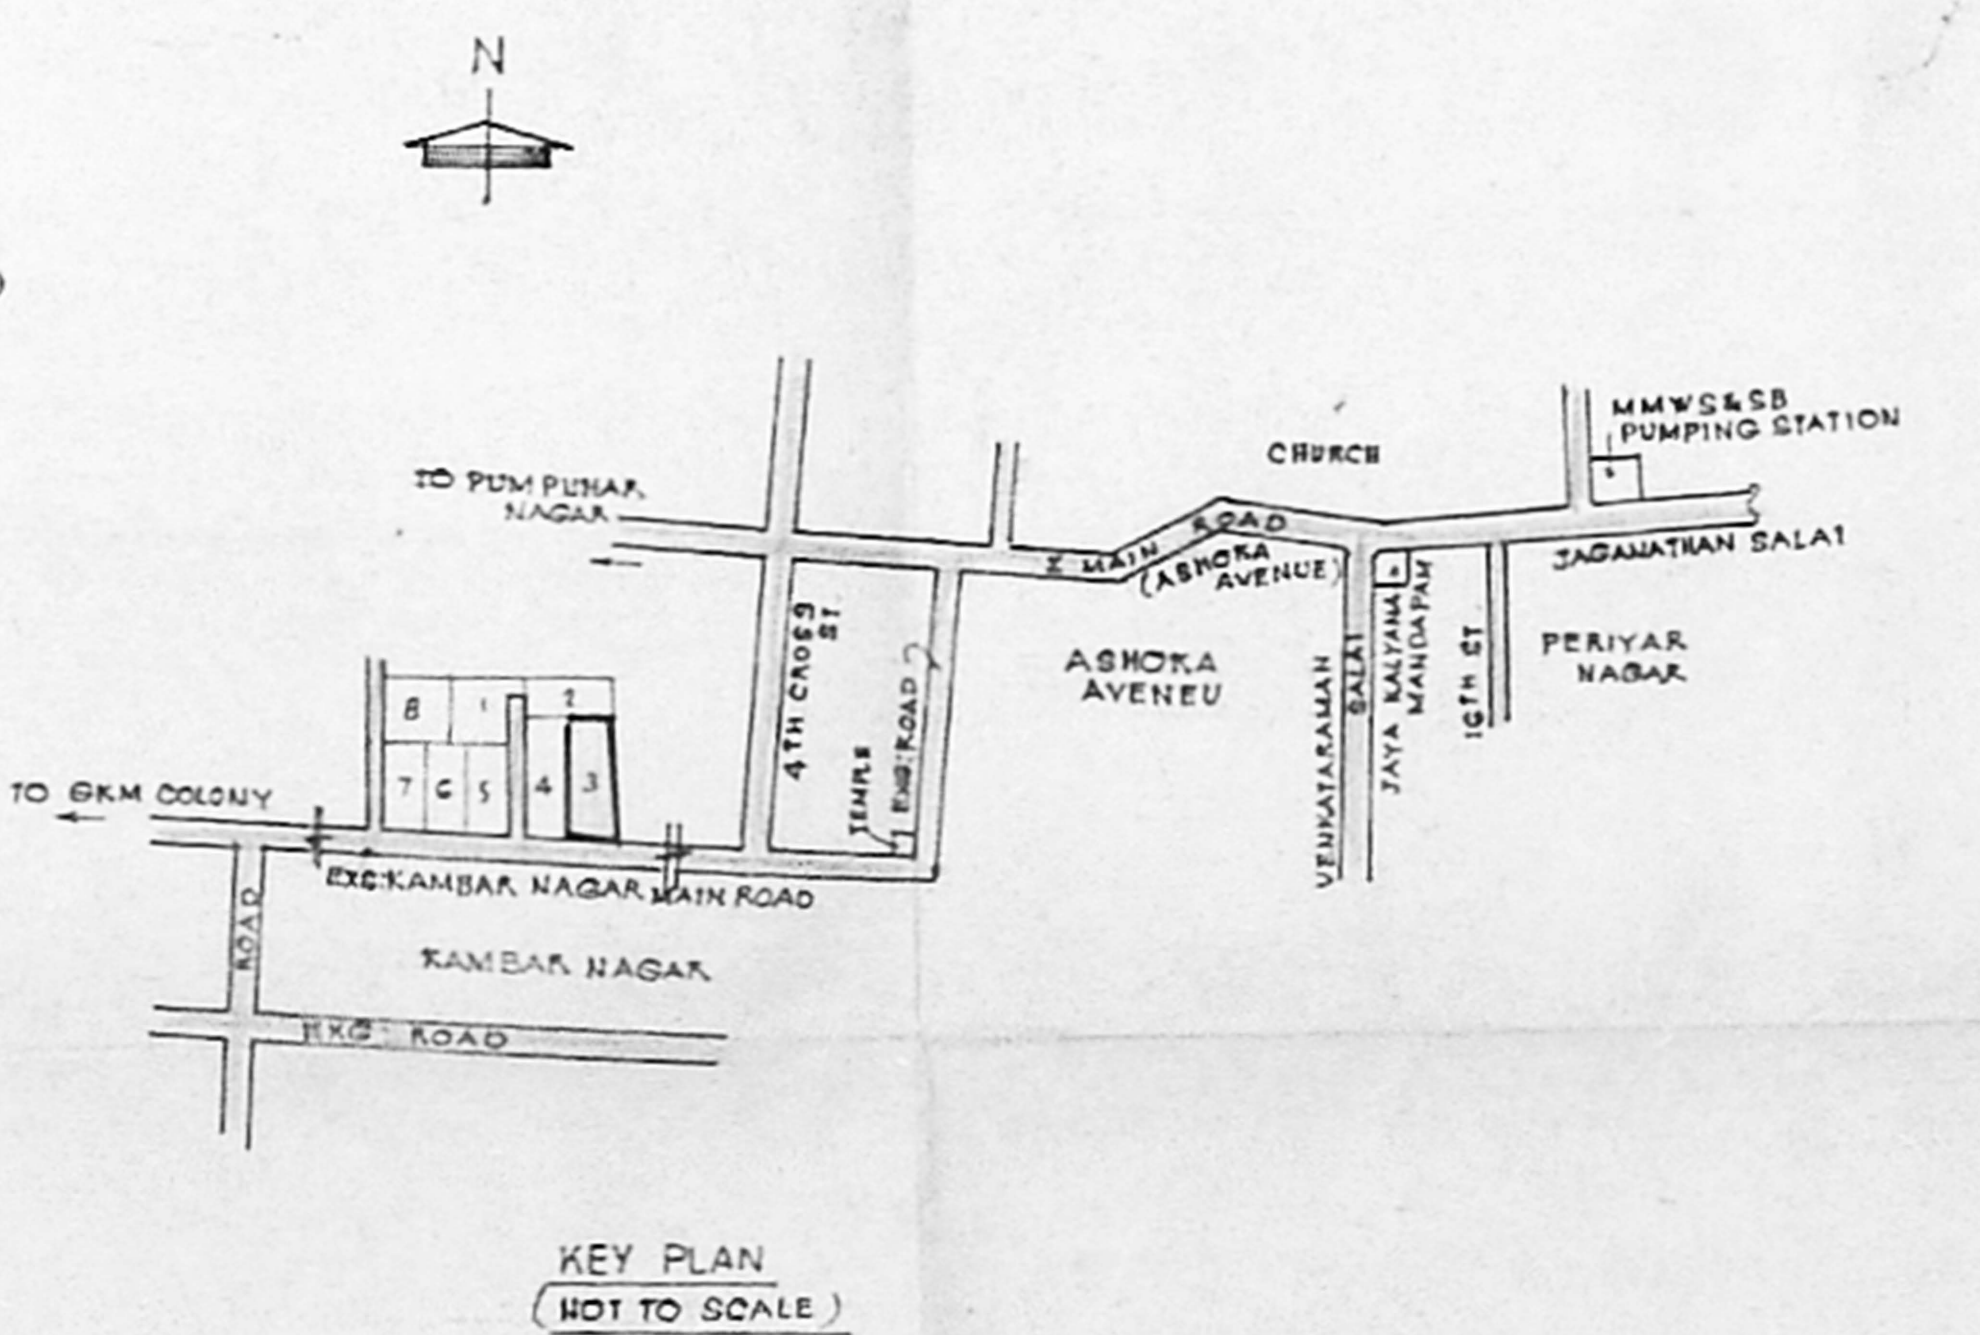 N
MMWS&SB
PUMPING STATION
CHURCH
TO PUMPUHAR
NAGAR
I MAIN ROAD
(ASHOKA
AVENUE)
JAGANATHAN SALAI
4TH CROSS
ST
EXG: ROAD
TEMPLE
ASHOKA
AVENEU
VENKATARAMAN
SALAI
JAYA KALYANA
MANDAPAM
16TH ST
PERIYAR
NAGAR
8 1 2
7 6 5 4 3
TO GKM COLONY
EXG: KAMBAR NAGAR MAIN ROAD
ROAD
KAMBAR NAGAR
EXG: ROAD
KEY PLAN
(NOT TO SCALE)